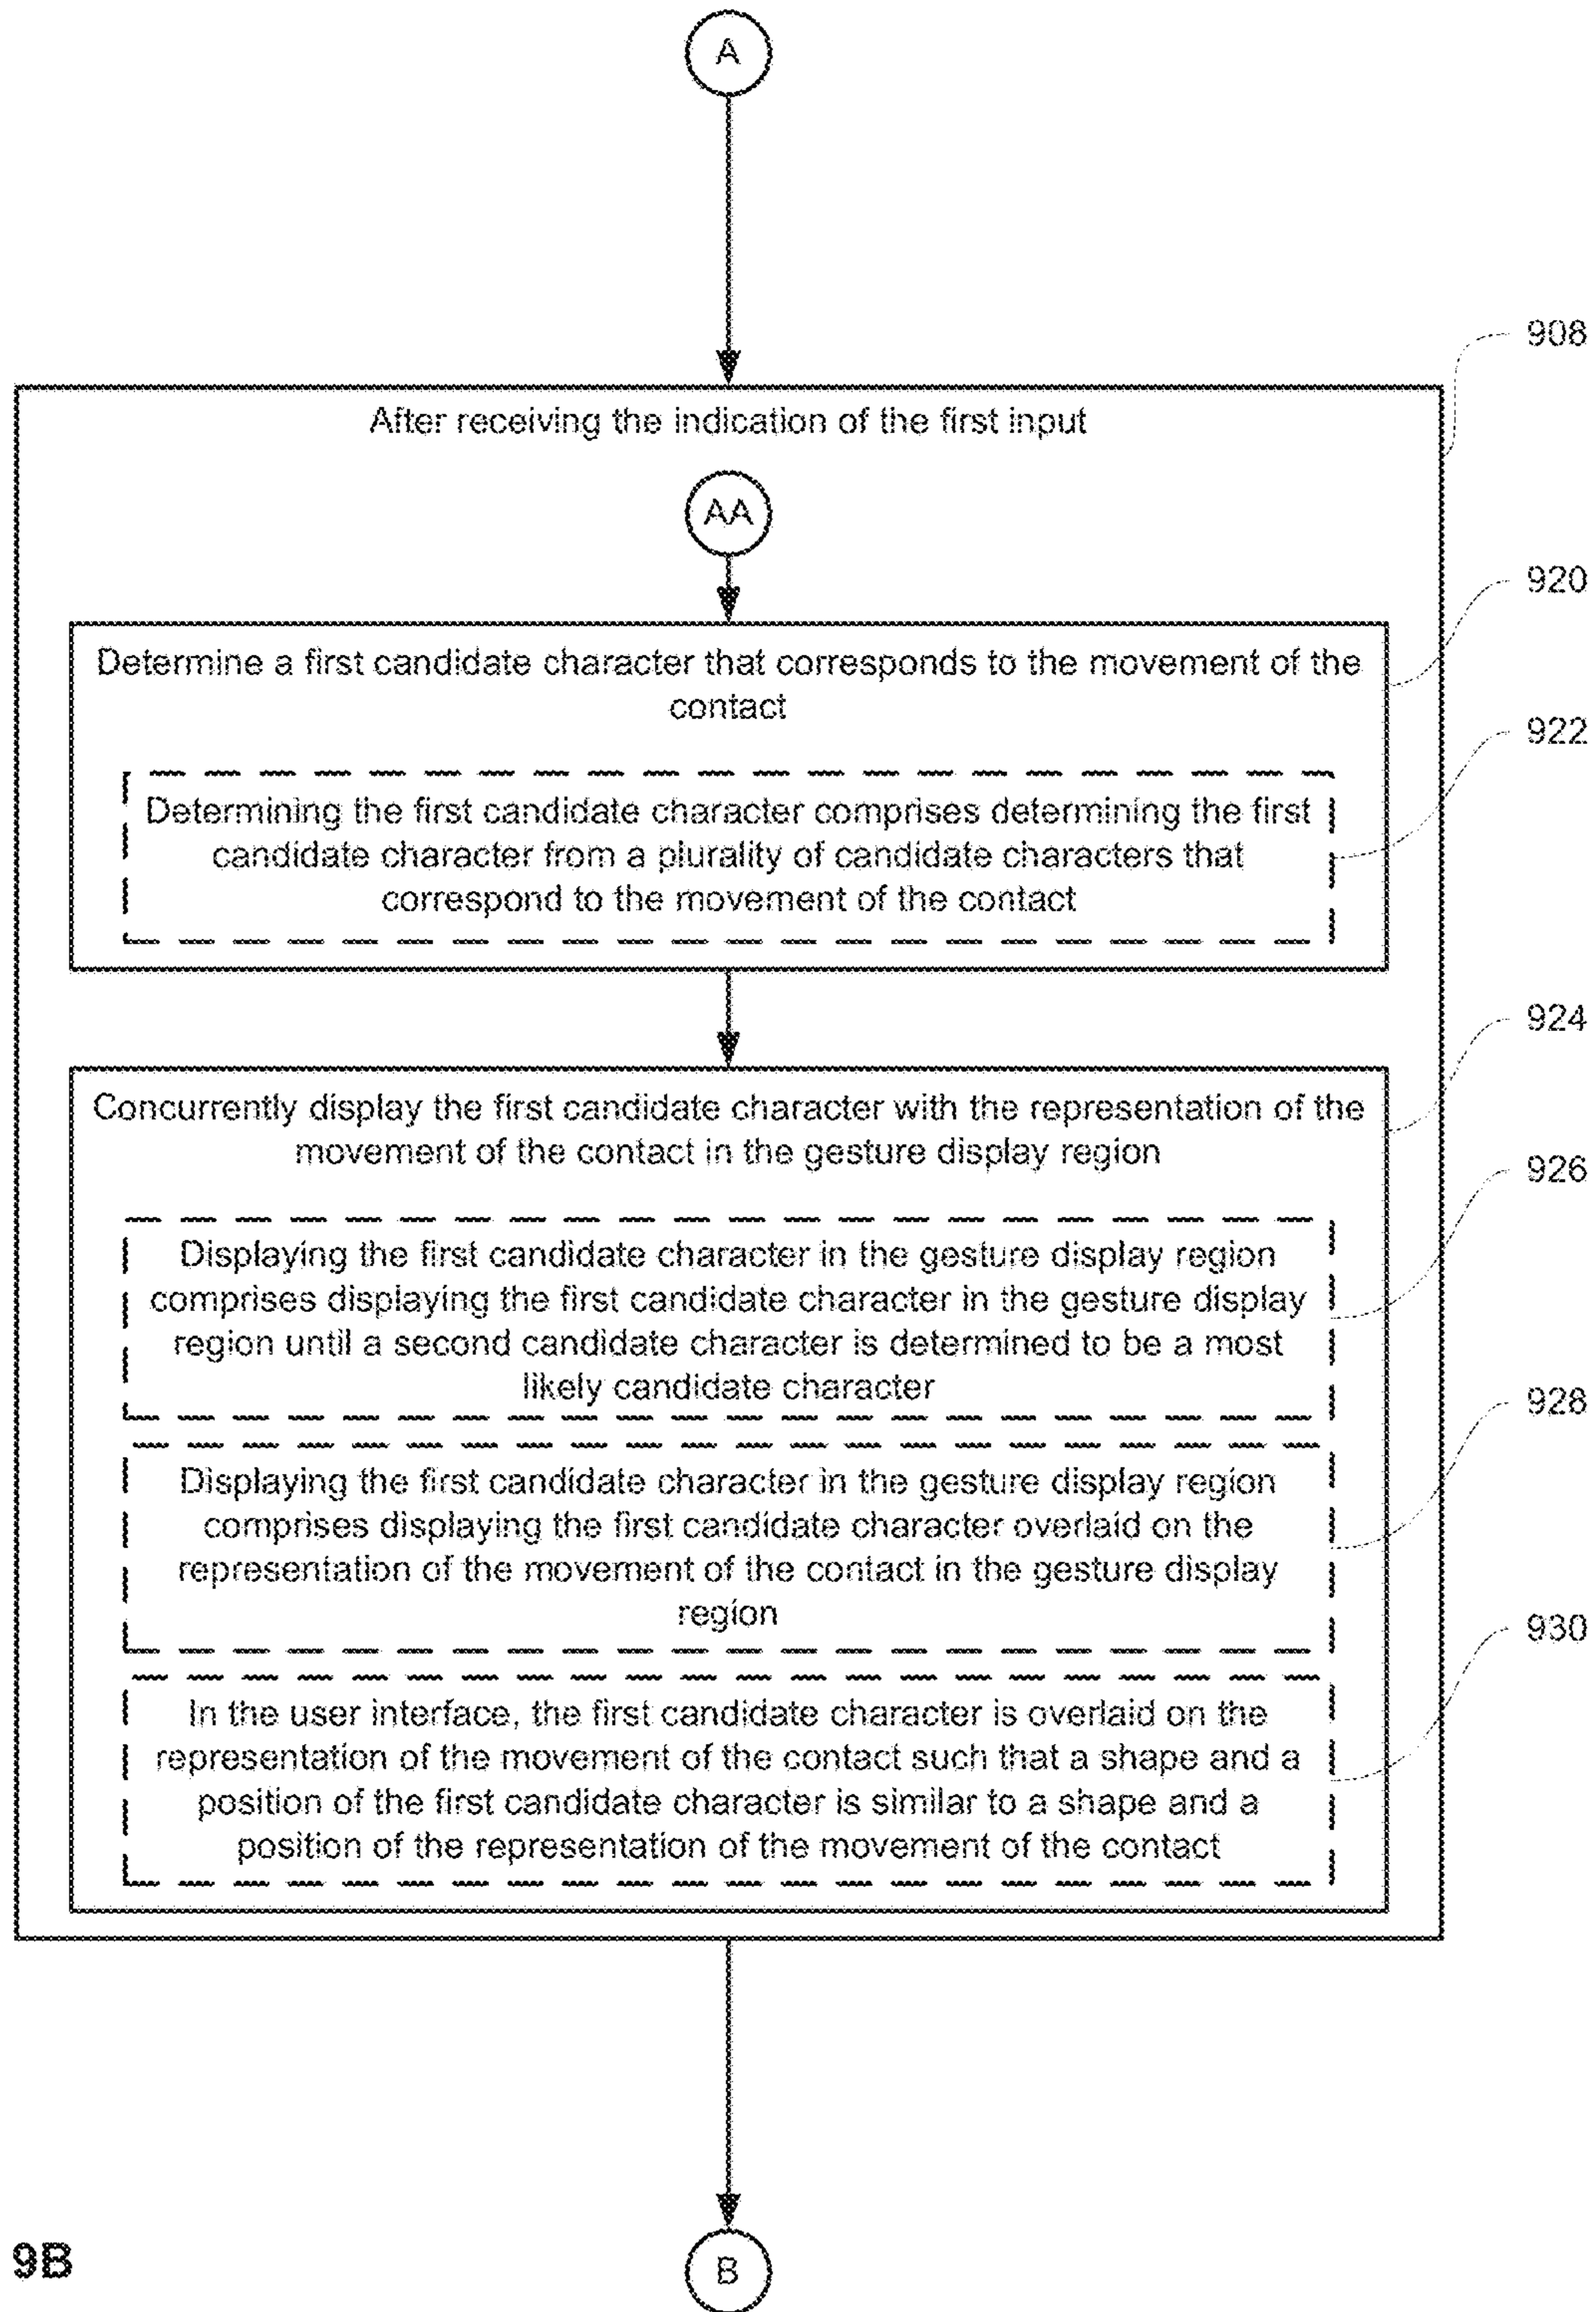 A
908
After receiving the indication of the first input
AA
920
Determine a first candidate character that corresponds to the movement of the
contact
922
Determining the first candidate character comprises determining the first
candidate character from a plurality of candidate characters that
correspond to the movement of the contact
924
Concurrently display the first candidate character with the representation of the
movement of the contact in the gesture display region
926
Displaying the first candidate character in the gesture display region
comprises displaying the first candidate character in the gesture display
region until a second candidate character is determined to be a most
likely candidate character
928
Displaying the first candidate character in the gesture display region
comprises displaying the first candidate character overlaid on the
representation of the movement of the contact in the gesture display
region
930
In the user interface, the first candidate character is overlaid on the
representation of the movement of the contact such that a shape and a
position of the first candidate character is similar to a shape and a
position of the representation of the movement of the contact
9B
B